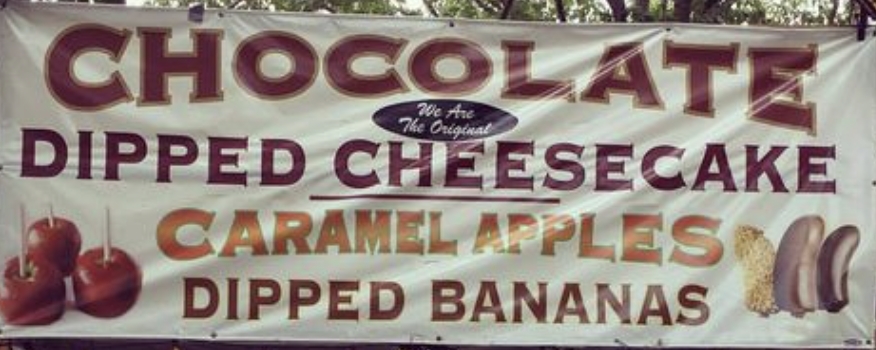 CHOCOLATE
We Are
The Original
DIPPED CHEESECAKE
CARAMEL APPLES
DIPPED BANANAS